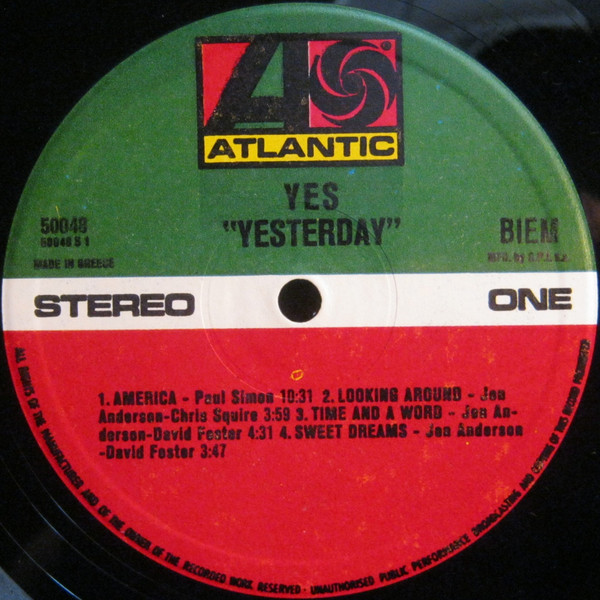 ATLANTIC
YES
"YESTERDAY"
50048
50048 S 1
BIEM
MADE IN GREECE
MFG. by
STEREO
ONE
1. AMERICA - Paul Simon 10:31 2. LOOKING AROUND - Jon
Anderson-Chris Squire 3:59 3. TIME AND A WORD - Jon An-
derson-David Foster 4:31 4. SWEET DREAMS - Jon Anderson
-David Foster 3:47
ALL RIGHTS OF THE MANUFACTURER AND OF THE OWNER OF THE RECORDED WORK RESERVED · UNAUTHORISED PUBLIC PERFORMANCE BROADCASTING AND COPYING OF THIS RECORD PROHIBITED